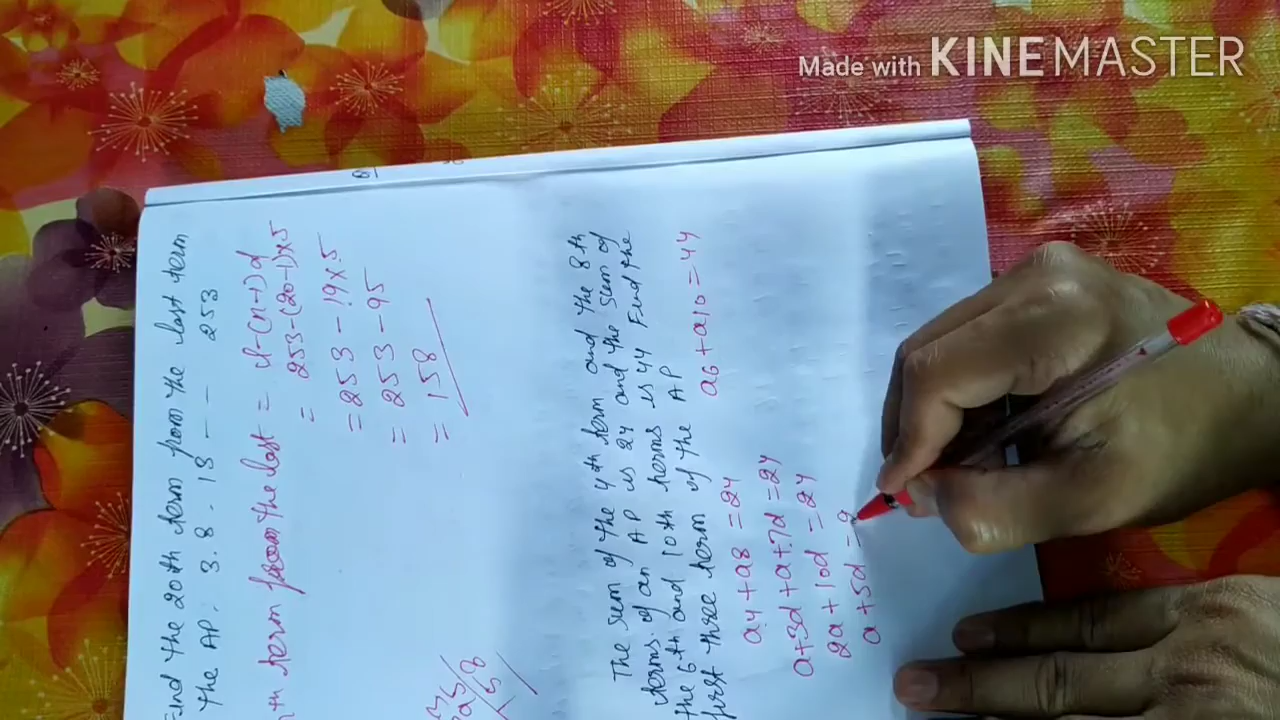 Made with KINEMASTER
Find the 20th term from the last term
the AP: 3. 8. 13 - - - 253
nth term from the last = l-(n-1)d
= 253-(20-1)×5
= 253 - 19×5
= 253 - 95
= 158
The sum of the 4th term and the 8th
terms of an AP is 24 and the sum of
the 6th and 10th terms is 44 Find the
first three term of the AP
a4 + a8 = 24
a6 + a10 = 44
a+3d+a+7d = 24
2a + 10d = 24
a + 5d =